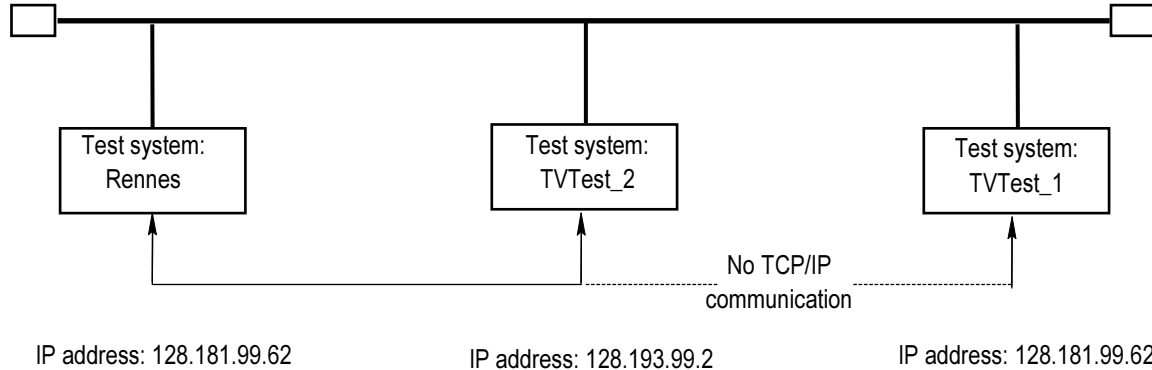 Test system:
Rennes
Test system:
TVTest_2
Test system:
TVTest_1
No TCP/IP
communication
IP address: 128.181.99.62
IP address: 128.193.99.2
IP address: 128.181.99.62